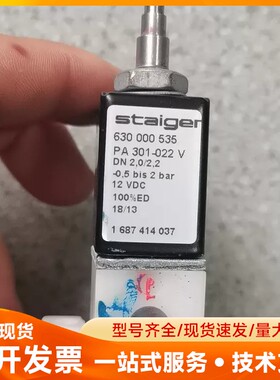 staiger
630 000 535
PA 301-022 V
DN 2,0/2,2
-0,5 bis 2 bar
12 VDC
100%ED
18/13
1 687 414 037
现货
开发票
型号齐全/现货速发/量大
一站式服务·技术